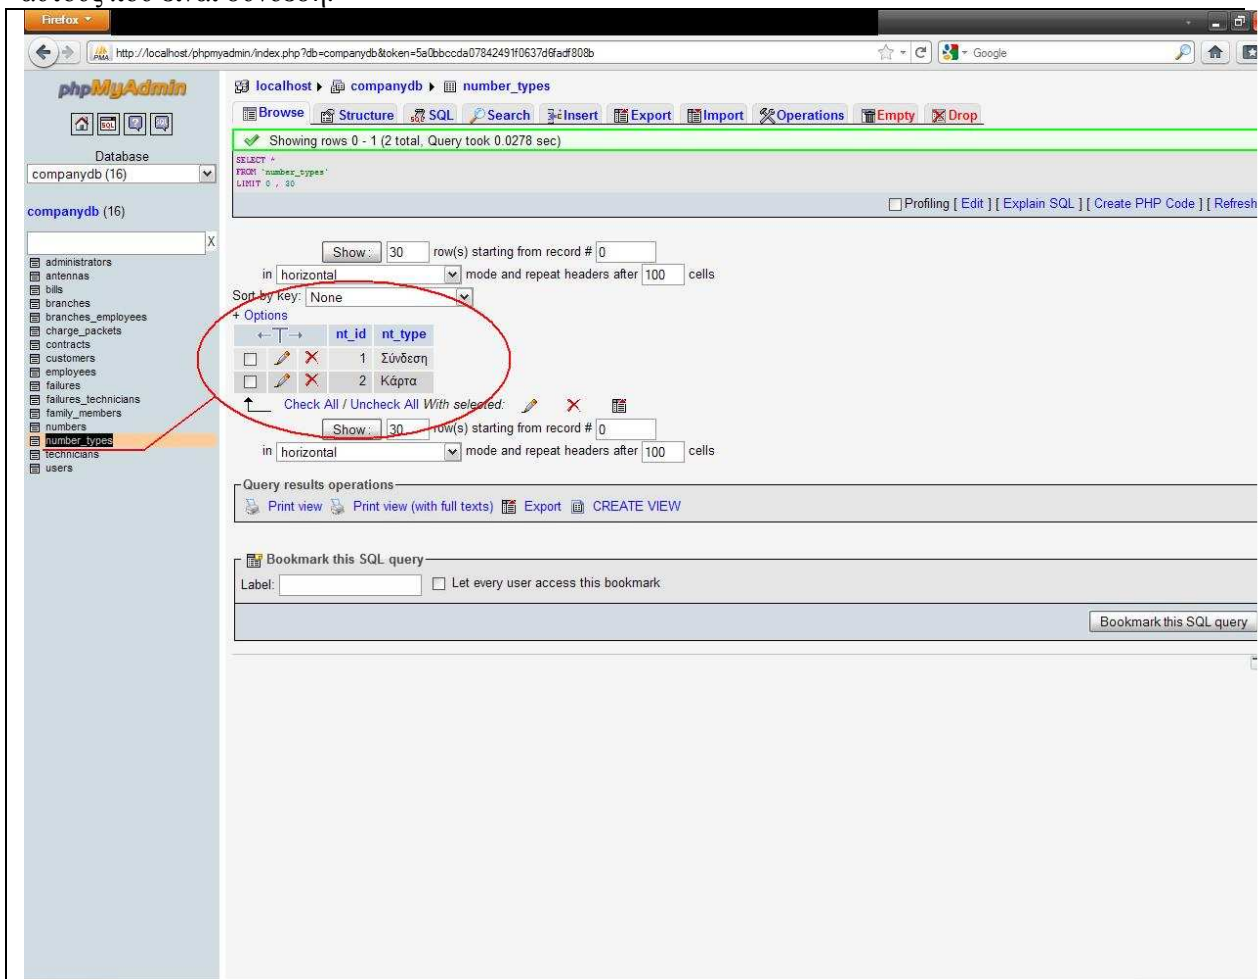 αυτούς που είναι σύνδεση.
Firefox
http://localhost/phpmyadmin/index.php?db=companydb&token=5a0bbccda07842491f0637d6fadf808b
Google
phpMyAdmin
Database
companydb (16)
companydb (16)
X
administrators
antennas
bills
branches
branches_employees
charge_packets
contracts
customers
employees
failures
failures_technicians
family_members
numbers
number_types
technicians
users
localhost companydb number_types
Browse Structure SQL Search Insert Export Import Operations Empty Drop
Showing rows 0 - 1 (2 total, Query took 0.0278 sec)
SELECT *
FROM `number_types`
LIMIT 0 , 30
Profiling [ Edit ] [ Explain SQL ] [ Create PHP Code ] [ Refresh
Show : 30 row(s) starting from record # 0
in horizontal mode and repeat headers after 100 cells
Sort by key: None
+ Options
←T→ nt_id nt_type
1 Σύνδεση
2 Κάρτα
Check All / Uncheck All With selected:
Show : 30 row(s) starting from record # 0
in horizontal mode and repeat headers after 100 cells
Query results operations
Print view Print view (with full texts) Export CREATE VIEW
Bookmark this SQL query
Label: Let every user access this bookmark
Bookmark this SQL query